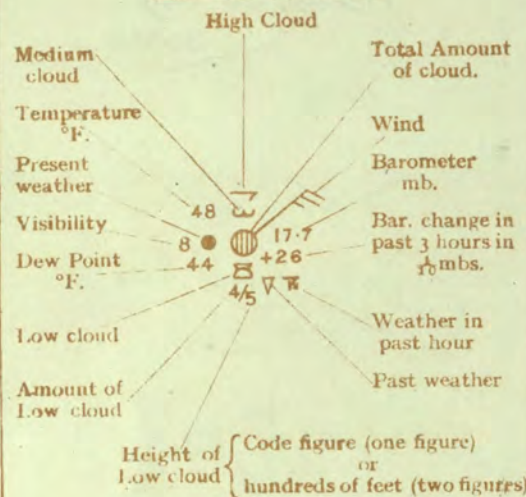 High Cloud
Medium
cloud
Total Amount
of cloud.
Temperature
°F.
Wind
Present
weather
Barometer
mb.
48
Visibility
8
17·7
Bar. change in
past 3 hours in
1/10 mbs.
+26
Dew Point
°F.
44
4/5
Low cloud
Weather in
past hour
Amount of
Low cloud
Past weather
Height of
Low cloud
Code figure (one figure)
or
hundreds of feet (two figures)